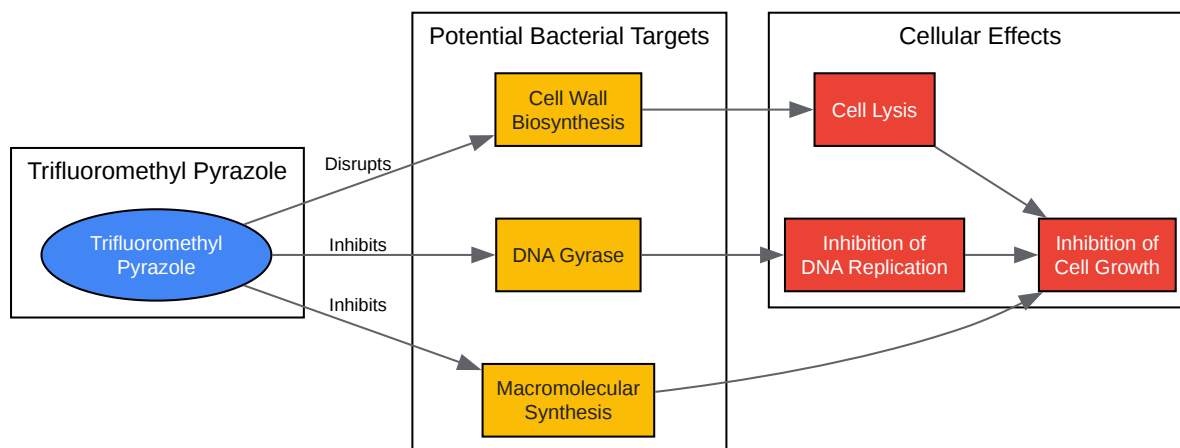 Trifluoromethyl Pyrazole
Trifluoromethyl
Pyrazole
Disrupts
Inhibits
Inhibits
Potential Bacterial Targets
Cell Wall
Biosynthesis
DNA Gyrase
Macromolecular
Synthesis
Cellular Effects
Cell Lysis
Inhibition of
DNA Replication
Inhibition of
Cell Growth